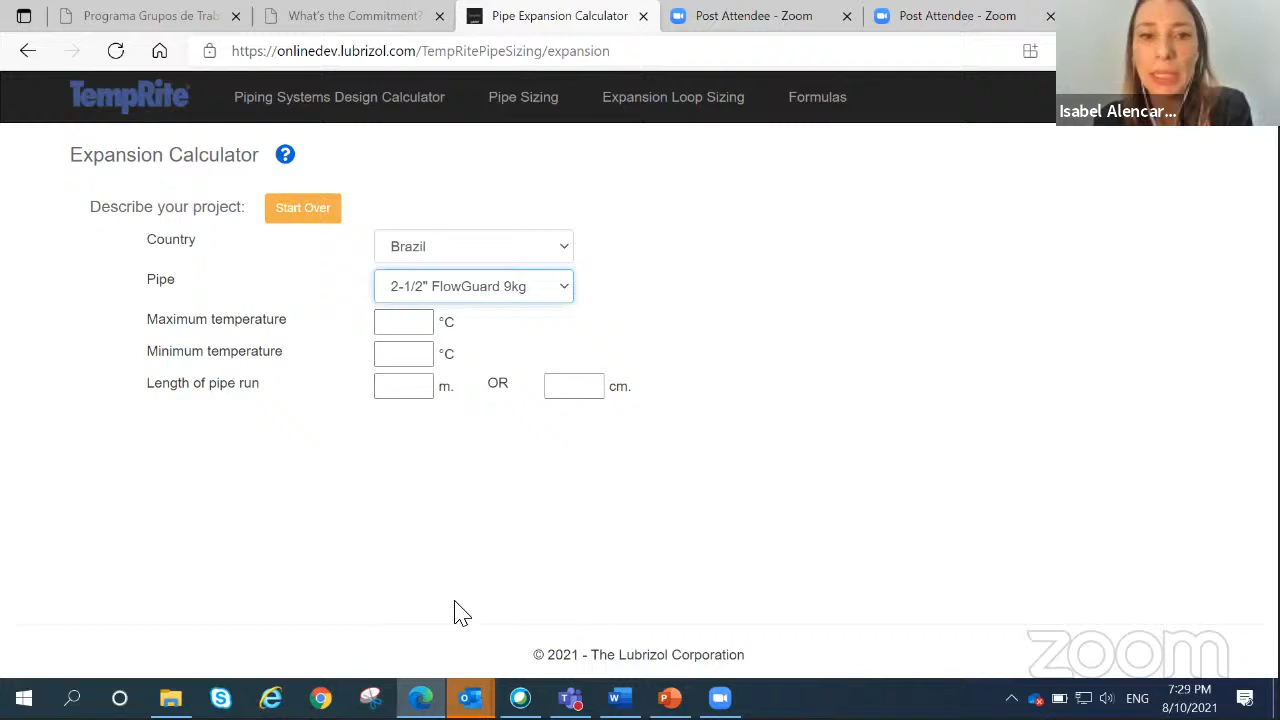 Programa Grupos de Trak
What's the Commitment?
Pipe Expansion Calculator
Post Attendee - Zoom
Post Attendee - Zoom
https://onlinedev.lubrizol.com/TempRitePipeSizing/expansion
Isabel Alencar...
TempRite
Piping Systems Design Calculator
Pipe Sizing
Expansion Loop Sizing
Formulas
Expansion Calculator ?
Describe your project: Start Over
Country Brazil
Pipe 2-1/2" FlowGuard 9kg
Maximum temperature °C
Minimum temperature °C
Length of pipe run m. OR cm.
© 2021 - The Lubrizol Corporation
zoom
ENG
7:29 PM
8/10/2021